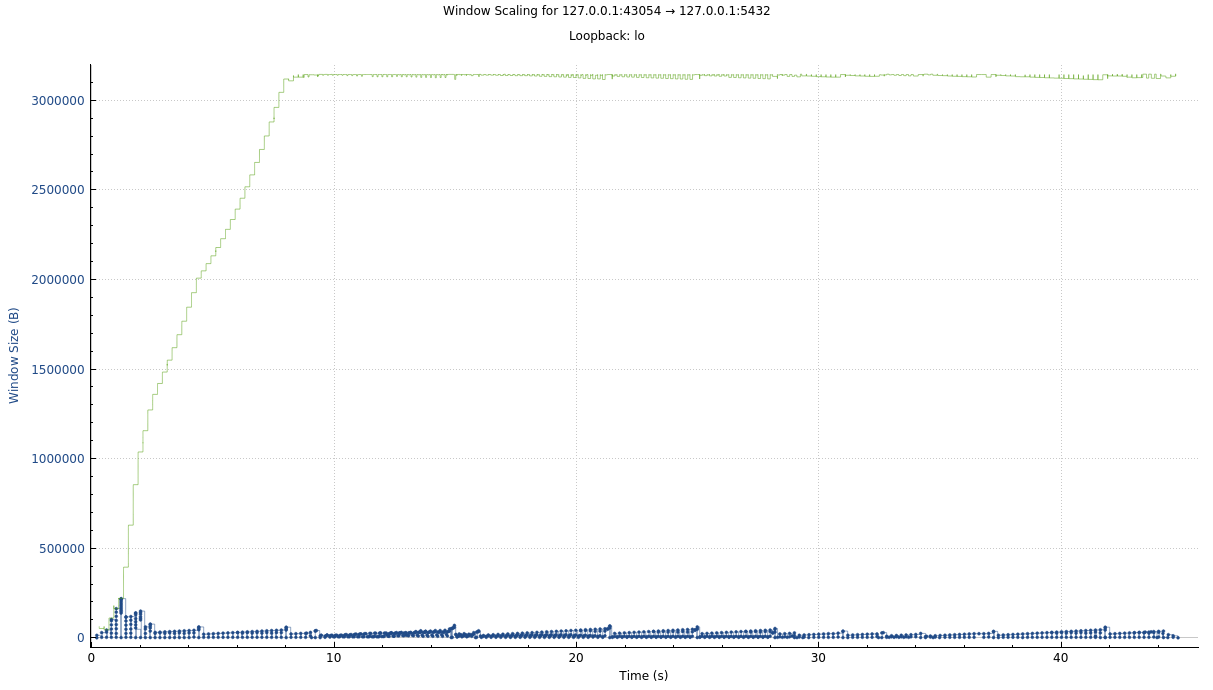 Window Scaling for 127.0.0.1:43054 → 127.0.0.1:5432
Loopback: lo
3000000
2500000
2000000
1500000
1000000
500000
0
Window Size (B)
0 10 20 30 40
Time (s)